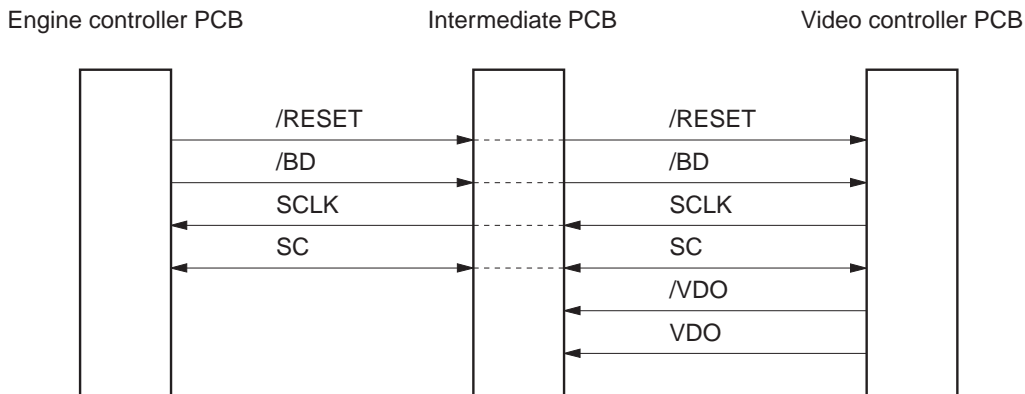 Engine controller PCB Intermediate PCB Video controller PCB
/RESET /RESET
/BD /BD
SCLK SCLK
SC SC
/VDO
VDO